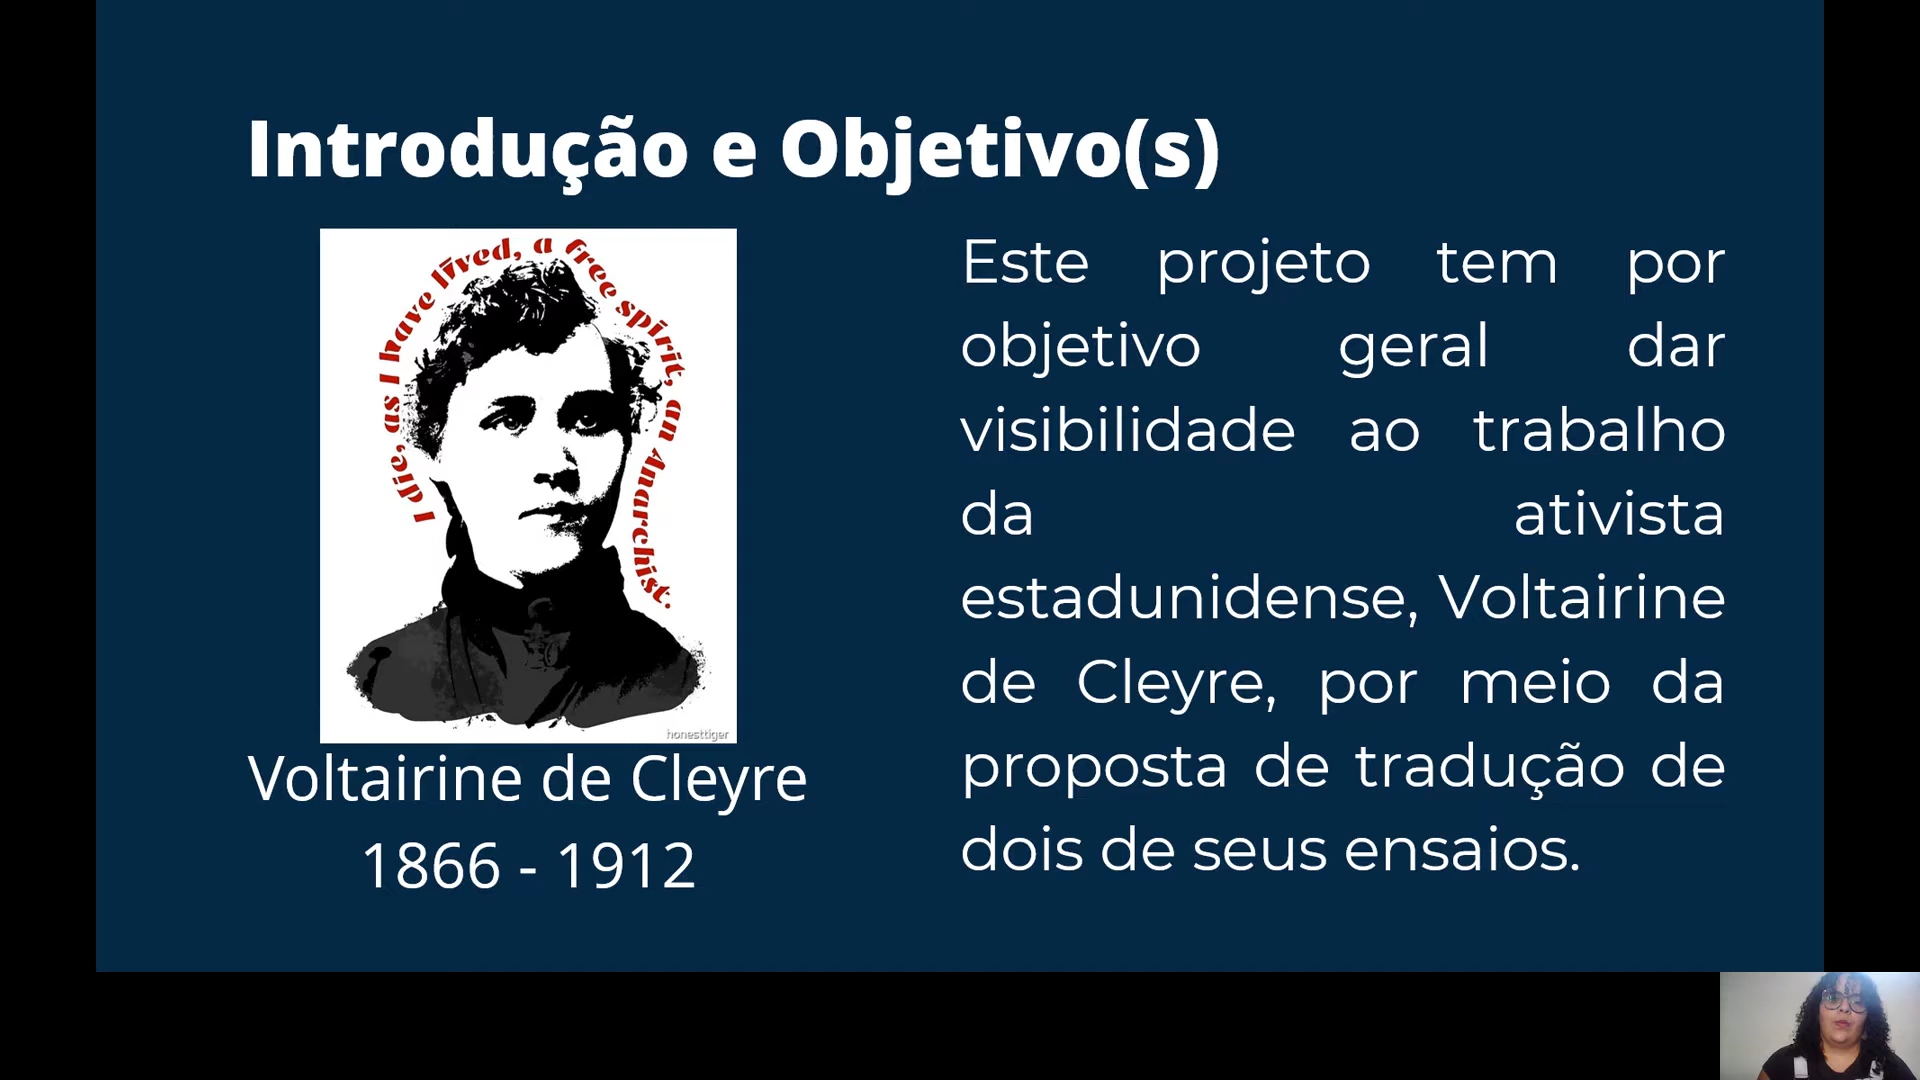 Introdução e Objetivo(s)
I die, as I have lived, a free spirit, an Anarchist.
honesttiger
Voltairine de Cleyre
1866 - 1912
Este projeto tem por
objetivo geral dar
visibilidade ao trabalho
da ativista
estadunidense, Voltairine
de Cleyre, por meio da
proposta de tradução de
dois de seus ensaios.